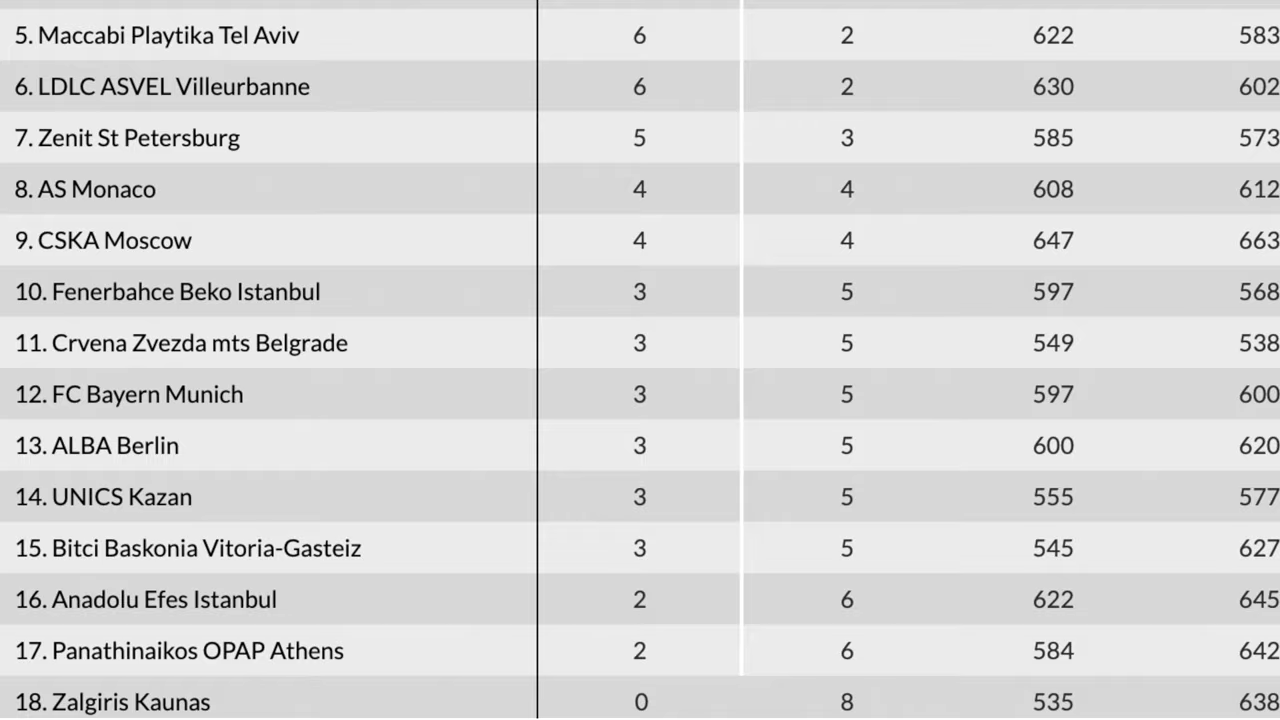 5. Maccabi Playtika Tel Aviv 6 2 622 583
6. LDLC ASVEL Villeurbanne 6 2 630 602
7. Zenit St Petersburg 5 3 585 573
8. AS Monaco 4 4 608 612
9. CSKA Moscow 4 4 647 663
10. Fenerbahce Beko Istanbul 3 5 597 568
11. Crvena Zvezda mts Belgrade 3 5 549 538
12. FC Bayern Munich 3 5 597 600
13. ALBA Berlin 3 5 600 620
14. UNICS Kazan 3 5 555 577
15. Bitci Baskonia Vitoria-Gasteiz 3 5 545 627
16. Anadolu Efes Istanbul 2 6 622 645
17. Panathinaikos OPAP Athens 2 6 584 642
18. Zalgiris Kaunas 0 8 535 638